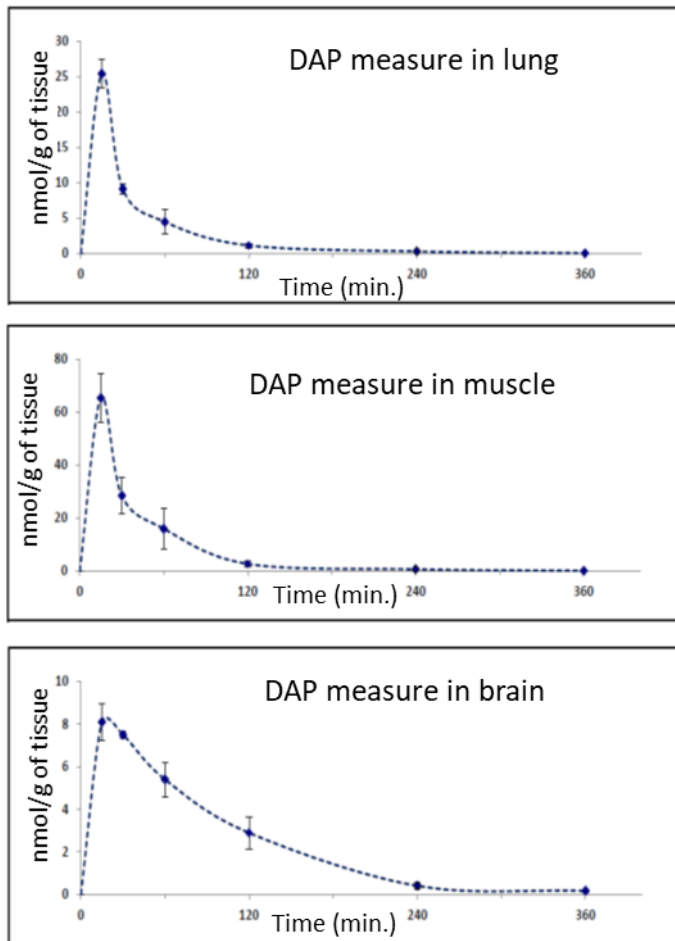 DAP measure in lung
nmol/g of tissue
30
25
20
15
10
5
0
0 120 240 360
Time (min.)
DAP measure in muscle
nmol/g of tissue
80
60
40
20
0
0 120 240 360
Time (min.)
DAP measure in brain
nmol/g of tissue
10
8
6
4
2
0
0 120 240 360
Time (min.)